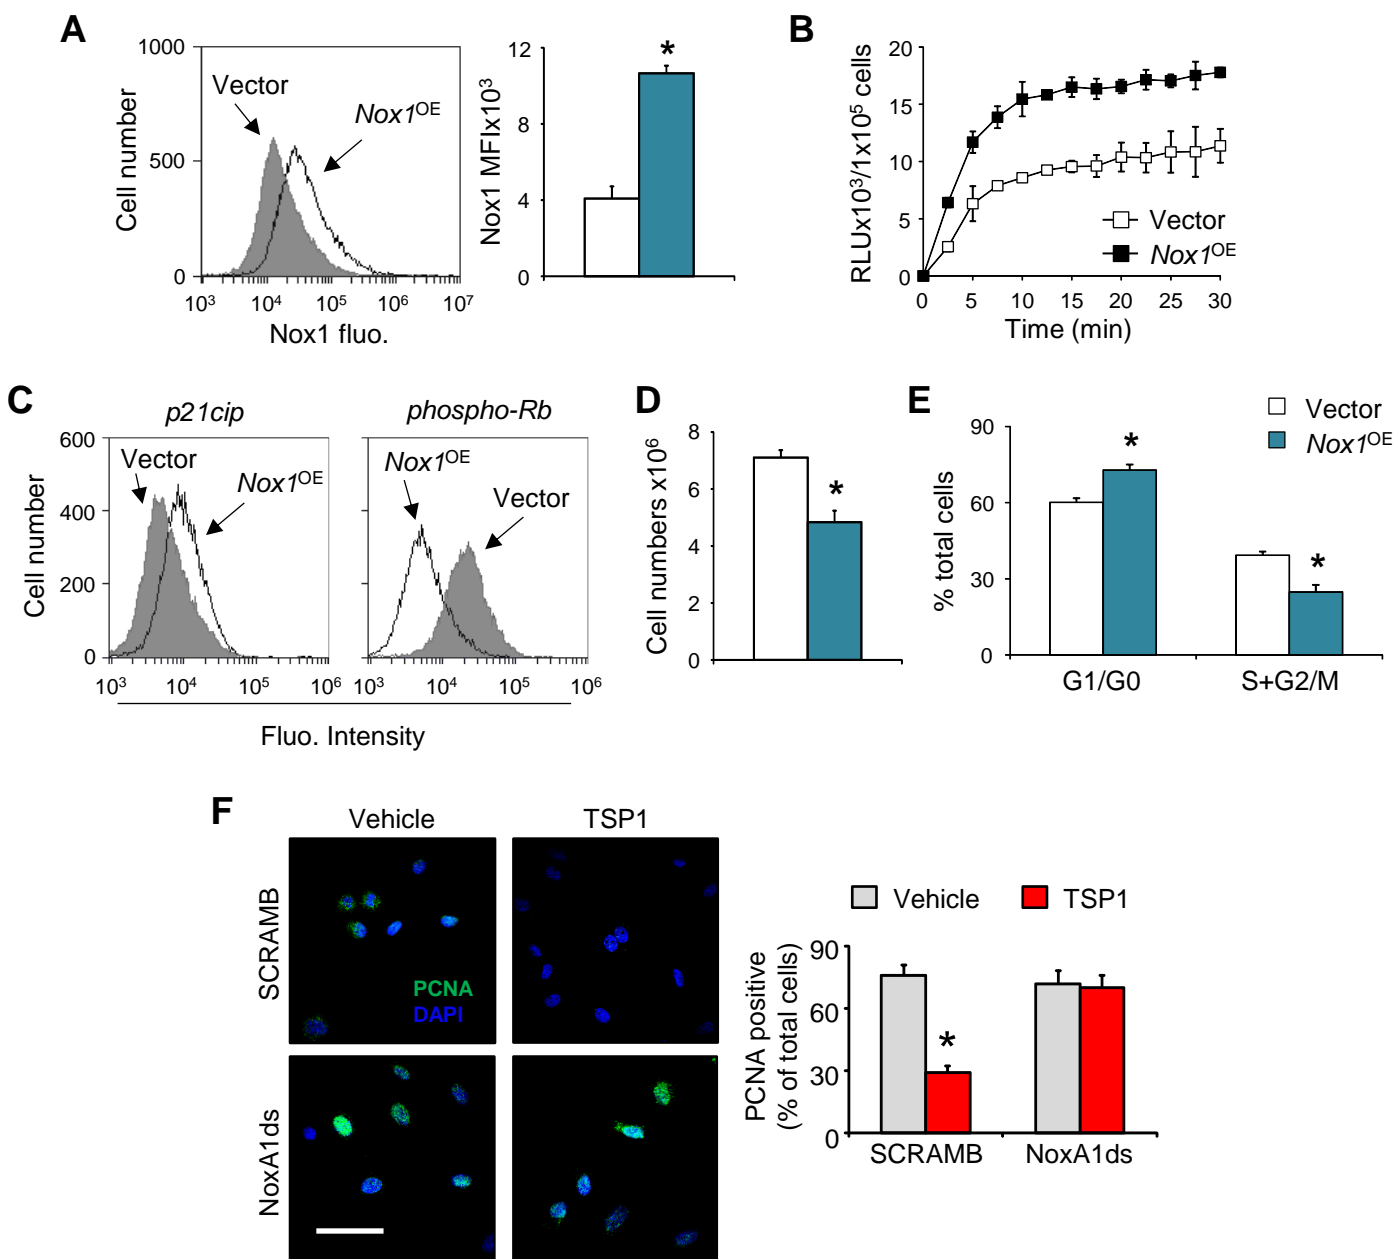 A
1000
500
0
Cell number
Vector
Nox1OE
10³ 10⁴ 10⁵ 10⁶ 10⁷
Nox1 fluo.
12
8
4
0
Nox1 MFIx10³
*
B
20
15
10
5
0
RLUx10³/1x10⁵ cells
Vector
Nox1OE
0 5 10 15 20 25 30
Time (min)
C
p21cip
phospho-Rb
600
400
200
0
Cell number
Vector
Nox1OE
Nox1OE
Vector
10³ 10⁴ 10⁵ 10⁶
10³ 10⁴ 10⁵ 10⁶
Fluo. Intensity
D
8
6
4
2
0
Cell numbers x10⁶
*
E
Vector
Nox1OE
90
60
30
0
% total cells
*
*
G1/G0 S+G2/M
F
Vehicle TSP1
SCRAMB
PCNA
DAPI
NoxA1ds
Vehicle TSP1
90
60
30
0
PCNA positive
(% of total cells)
*
SCRAMB NoxA1ds